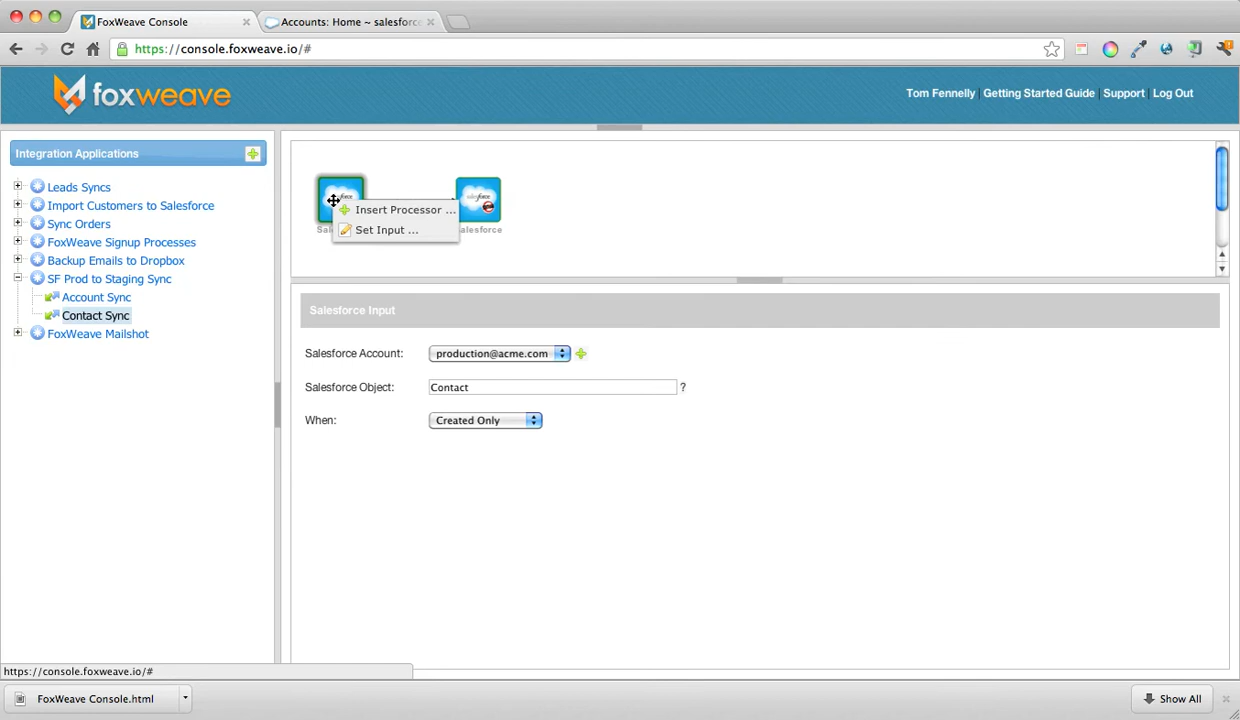 FoxWeave Console
Accounts: Home ~ salesforc
https://console.foxweave.io/#
foxweave
Tom Fennelly | Getting Started Guide | Support | Log Out
Integration Applications
Leads Syncs
Import Customers to Salesforce
Sync Orders
FoxWeave Signup Processes
Backup Emails to Dropbox
SF Prod to Staging Sync
Account Sync
Contact Sync
FoxWeave Mailshot
Insert Processor ...
Set Input ...
alesforce
Salesforce Input
Salesforce Account: production@acme.com
Salesforce Object: Contact ?
When: Created Only
https://console.foxweave.io/#
FoxWeave Console.html
Show All